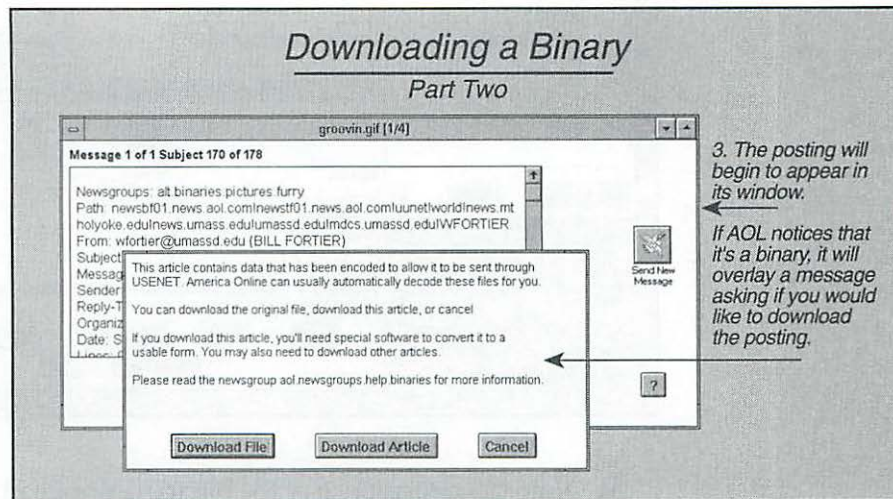 Downloading a Binary
Part Two
groovin.gif [1/4]
Message 1 of 1 Subject 170 of 178
Newsgroups: alt.binaries.pictures.furry
Path: newsbf01.news.aol.com!newstf01.news.aol.com!uunet!world!news.mt
holyoke.edu!news.umass.edu!umassd.edu!mdcs.umassd.edu!WFORTIER
From: wfortier@umassd.edu (BILL FORTIER)
Subject
Messag
Sender
Reply-T
Organiz
Date: S
This article contains data that has been encoded to allow it to be sent through
USENET. America Online can usually automatically decode these files for you.
You can download the original file, download this article, or cancel
If you download this article, you'll need special software to convert it to a
usable form. You may also need to download other articles.
Please read the newsgroup aol.newsgroups.help.binaries for more information.
Download File
Download Article
Cancel
Send New
Message
?
3. The posting will
begin to appear in
its window.
If AOL notices that
it's a binary, it will
overlay a message
asking if you would
like to download
the posting.